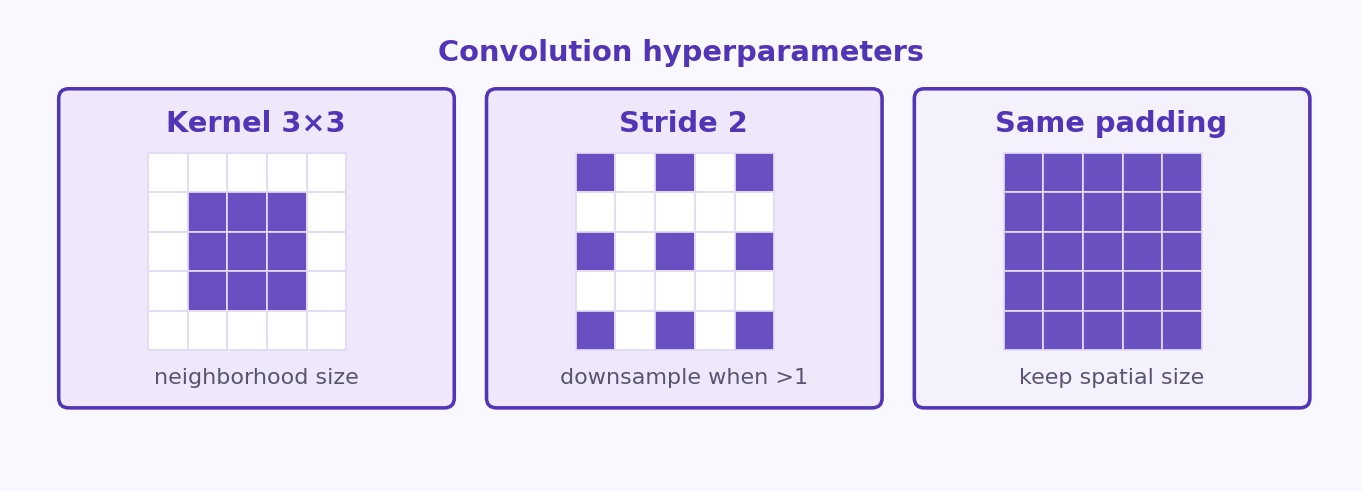 Convolution hyperparameters
Kernel 3×3
neighborhood size
Stride 2
downsample when >1
Same padding
keep spatial size